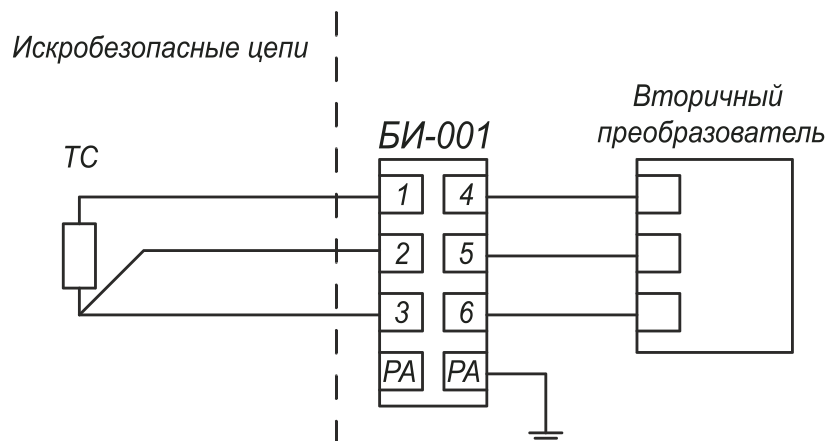 Искробезопасные цепи
Вторичный
преобразователь
БИ-001
ТС
1
4
2
5
3
6
РА
РА